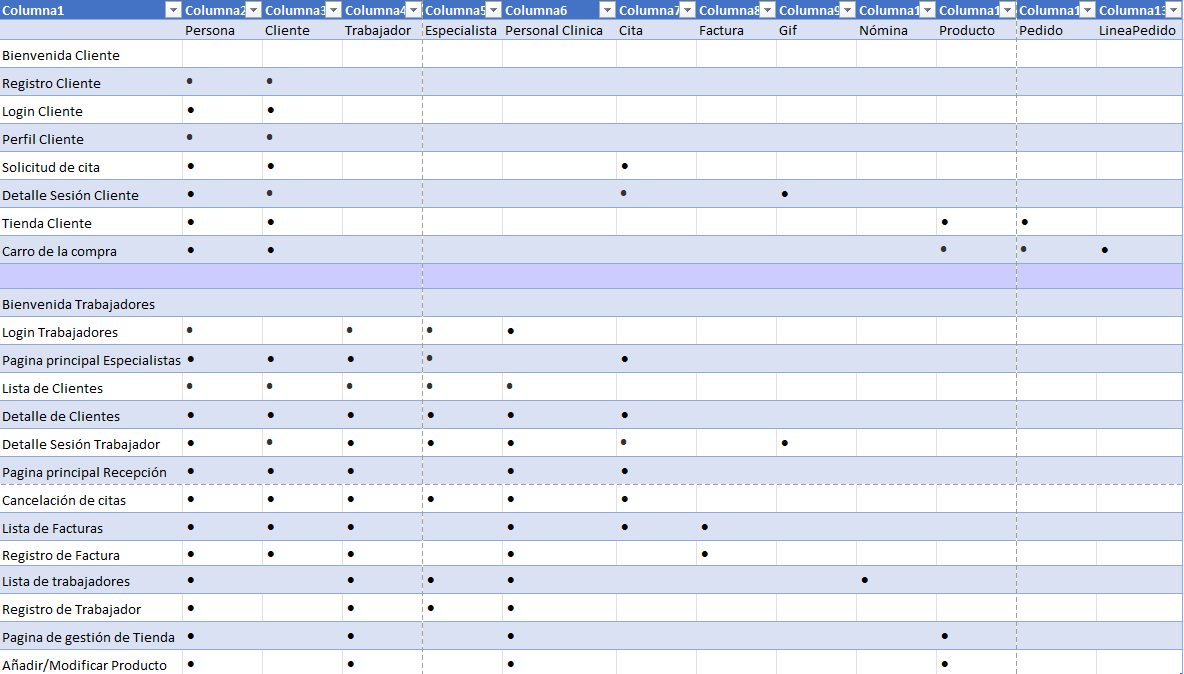 Columna1 Columna2 Columna3 Columna4 Columna5 Columna6 Columna7 Columna8 Columna9 Columna1 Columna1 Columna1 Columna13
Persona Cliente Trabajador Especialista Personal Clinica Cita Factura Gif Nómina Producto Pedido LineaPedido
Bienvenida Cliente
Registro Cliente • •
Login Cliente • •
Perfil Cliente • •
Solicitud de cita • • •
Detalle Sesión Cliente • • • •
Tienda Cliente • • • •
Carro de la compra • • • • •
Bienvenida Trabajadores
Login Trabajadores • • • •
Pagina principal Especialistas • • • • •
Lista de Clientes • • • • •
Detalle de Clientes • • • • • •
Detalle Sesión Trabajador • • • • • • •
Pagina principal Recepción • • • • •
Cancelación de citas • • • • • •
Lista de Facturas • • • • • •
Registro de Factura • • • • •
Lista de trabajadores • • • • •
Registro de Trabajador • • • •
Pagina de gestión de Tienda • • • •
Añadir/Modificar Producto • • • •